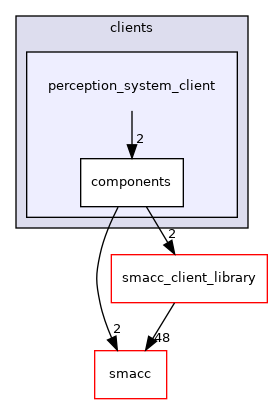 clients
perception_system_client
2
components
2
smacc_client_library
2
48
smacc